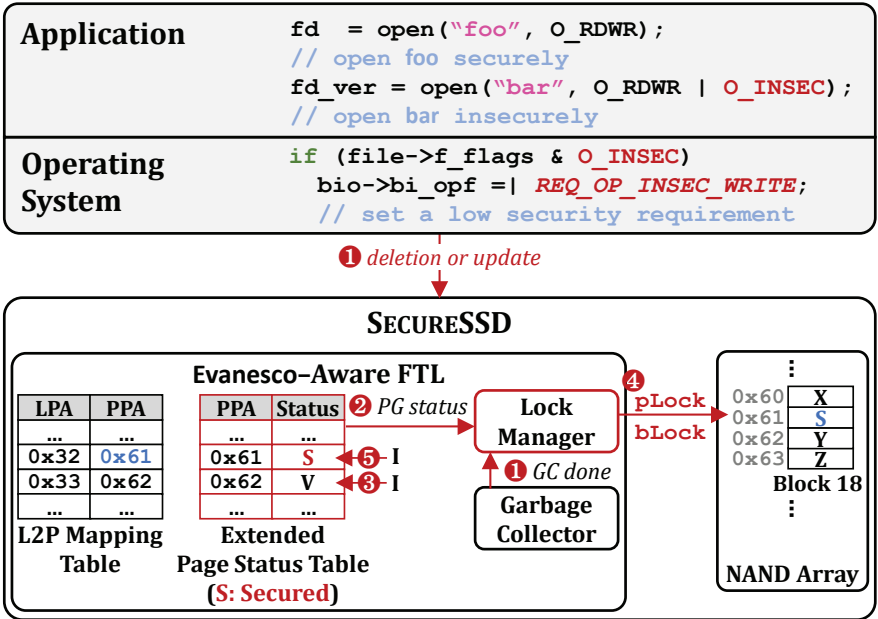 Application
fd = open("foo", O_RDWR);
// open foo securely
fd_ver = open("bar", O_RDWR | O_INSEC);
// open bar insecurely
Operating
System
if (file->f_flags & O_INSEC)
bio->bi_opf =| REQ_OP_INSEC_WRITE;
// set a low security requirement
❶ deletion or update
SECURESSD
Evanesco–Aware FTL
LPA PPA
... ...
0x32 0x61
0x33 0x62
... ...
L2P Mapping
Table
PPA Status
... ...
0x61 S
0x62 V
... ...
❺ I
❸ I
Extended
Page Status Table
(S: Secured)
❷ PG status
Lock
Manager
❶ GC done
Garbage
Collector
❹
pLock
bLock
⋮
0x60 X
0x61 S
0x62 Y
0x63 Z
Block 18
⋮
NAND Array